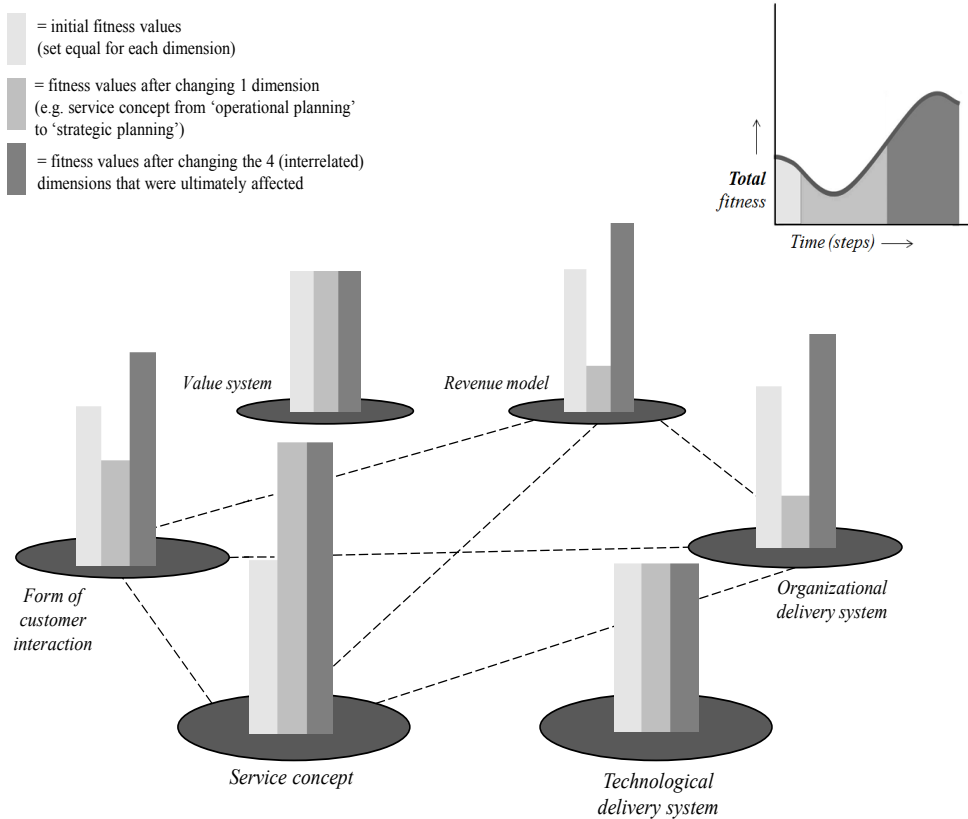 = initial fitness values
(set equal for each dimension)
= fitness values after changing 1 dimension
(e.g. service concept from ‘operational planning’
to ‘strategic planning’)
= fitness values after changing the 4 (interrelated)
dimensions that were ultimately affected
Total
fitness
Time (steps)
Value system
Revenue model
Form of
customer
interaction
Organizational
delivery system
Service concept
Technological
delivery system